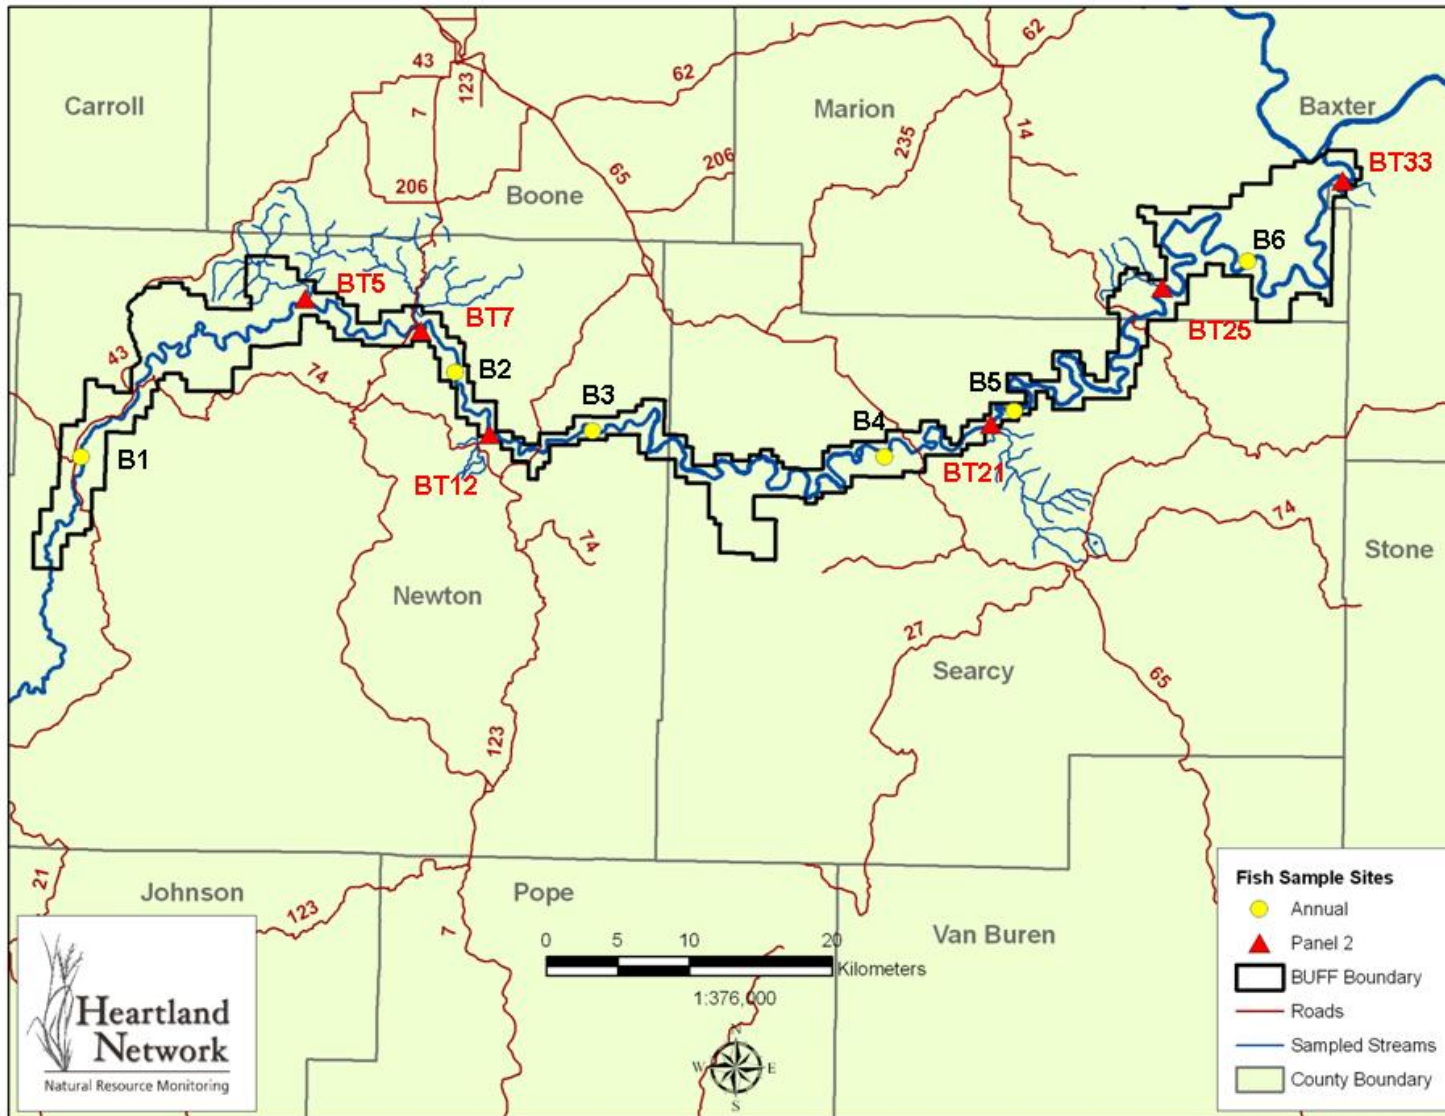 62
43
123
62
Carroll
Marion
Baxter
7
14
235
206
BT33
65
206
Boone
B6
BT5
BT7
BT25
43
74
B2
B5
B3
B4
B1
BT12
BT21
74
74
Stone
Newton
27
Searcy
65
123
21
Johnson
Pope
123
7
Van Buren
0 5 10 20
Kilometers
1:376,000
N
W E
S
Heartland
Network
Natural Resource Monitoring
Fish Sample Sites
Annual
Panel 2
BUFF Boundary
Roads
Sampled Streams
County Boundary